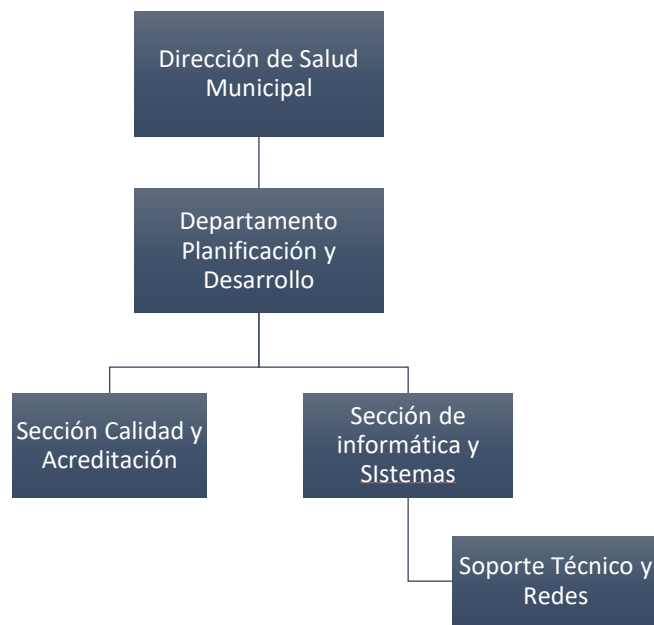 Dirección de Salud
Municipal
Departamento
Planificación y
Desarrollo
Sección Calidad y
Acreditación
Sección de
informática y
SIstemas
Soporte Técnico y
Redes